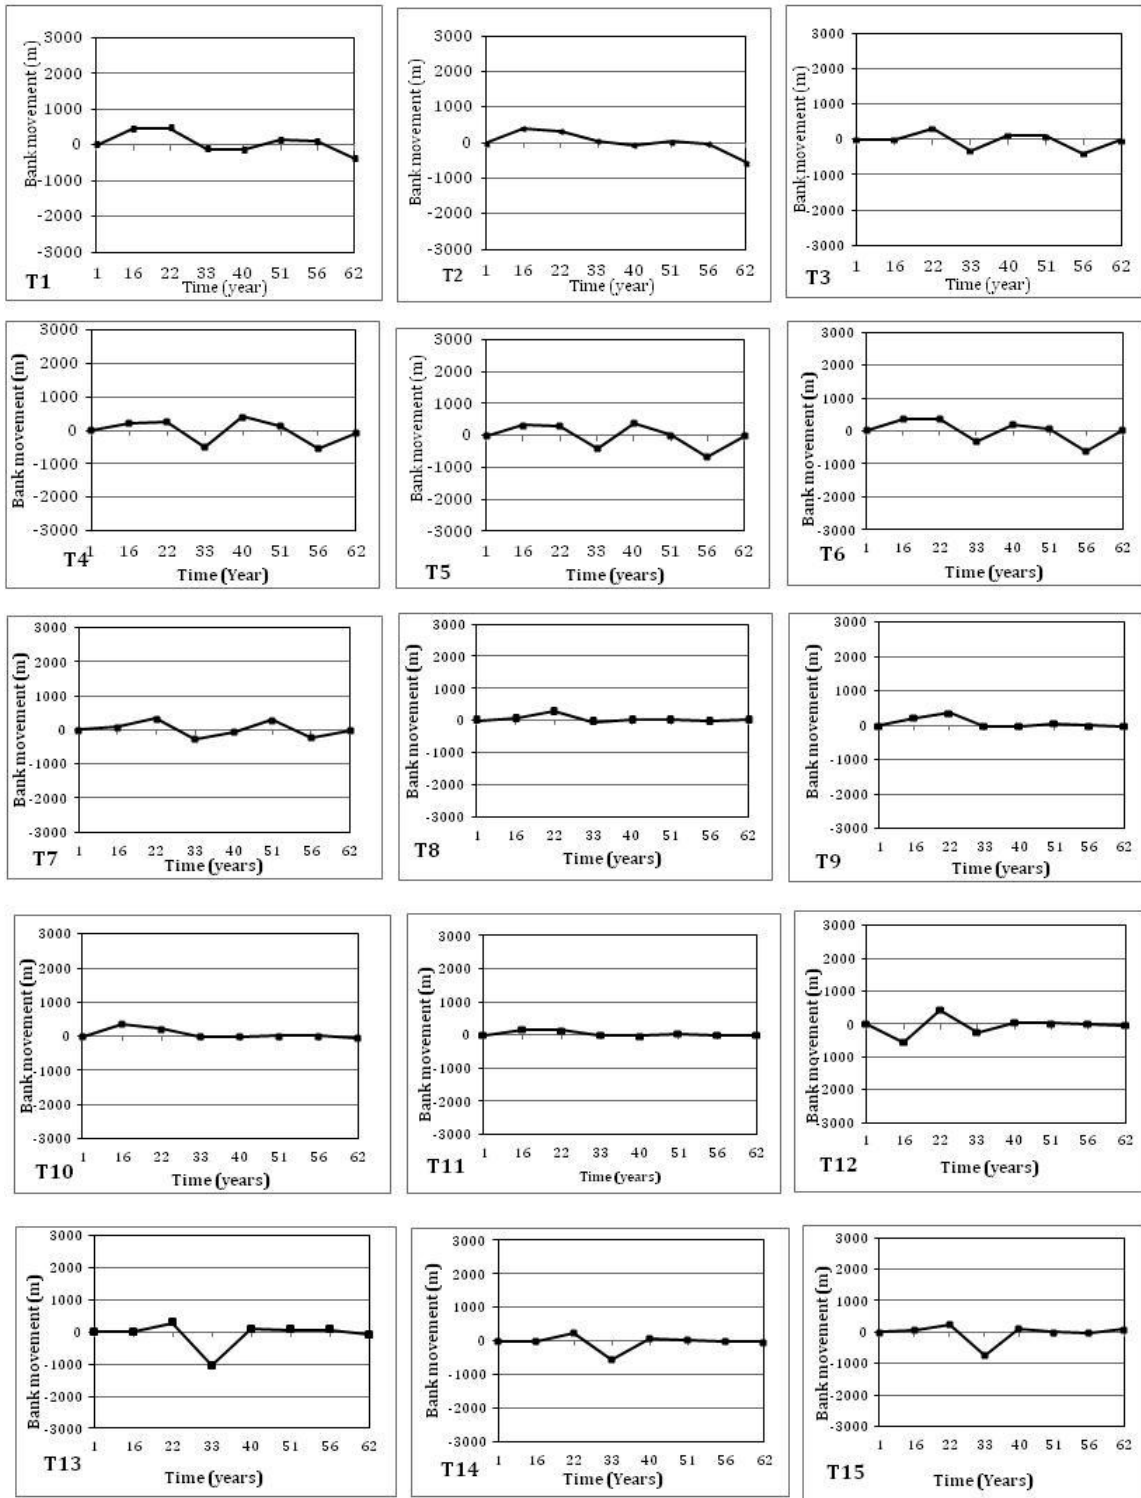 3000
2000
1000
0
-1000
-2000
-3000
Bank movement (m)
1 16 22 33 40 51 56 62
T1
Time (year)
3000
2000
1000
0
-1000
-2000
-3000
Bank movement (m)
1 16 22 33 40 51 56 62
T2
Time (year)
3000
2000
1000
0
-1000
-2000
-3000
Bank movement (m)
1 16 22 33 40 51 56 62
T3
Time (year)
3000
2000
1000
0
-1000
-2000
-3000
Bank movement (m)
1 16 22 33 40 51 56 62
T4
Time (Year)
3000
2000
1000
0
-1000
-2000
-3000
Bank movement (m)
1 16 22 33 40 51 56 62
T5
Time (years)
3000
2000
1000
0
-1000
-2000
-3000
Bank movement (m)
1 16 22 33 40 51 56 62
T6
Time (years)
3000
2000
1000
0
-1000
-2000
-3000
Bank movement (m)
1 16 22 33 40 51 56 62
T7
Time (years)
3000
2000
1000
0
-1000
-2000
-3000
Bank movement (m)
1 16 22 33 40 51 56 62
T8
Time (years)
3000
2000
1000
0
-1000
-2000
-3000
Bank movement (m)
1 16 22 33 40 51 56 62
T9
Time (years)
3000
2000
1000
0
-1000
-2000
-3000
Bank movement (m)
1 16 22 33 40 51 56 62
T10
Time (years)
3000
2000
1000
0
-1000
-2000
-3000
Bank movement (m)
1 16 22 33 40 51 56 62
T11
Time (years)
3000
2000
1000
0
-1000
-2000
-3000
Bank movement (m)
1 16 22 33 40 51 56 62
T12
Time (years)
3000
2000
1000
0
-1000
-2000
-3000
Bank movement (m)
1 16 22 33 40 51 56 62
T13
Time (years)
3000
2000
1000
0
-1000
-2000
-3000
Bank movement (m)
1 16 22 33 40 51 56 62
T14
Time (Years)
3000
2000
1000
0
-1000
-2000
-3000
Bank movement (m)
1 16 22 33 40 51 56 62
T15
Time (years)